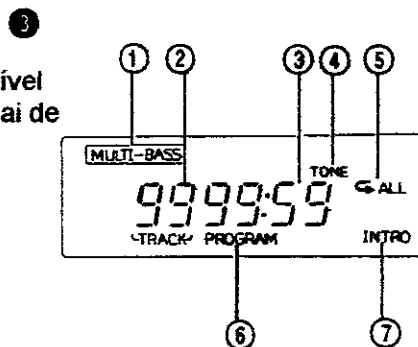 3
ível
ai de
1 2 3 4 5
MULTI-BASS
TONE
ALL
9999:59
TRACK PROGRAM INTRO
6 7